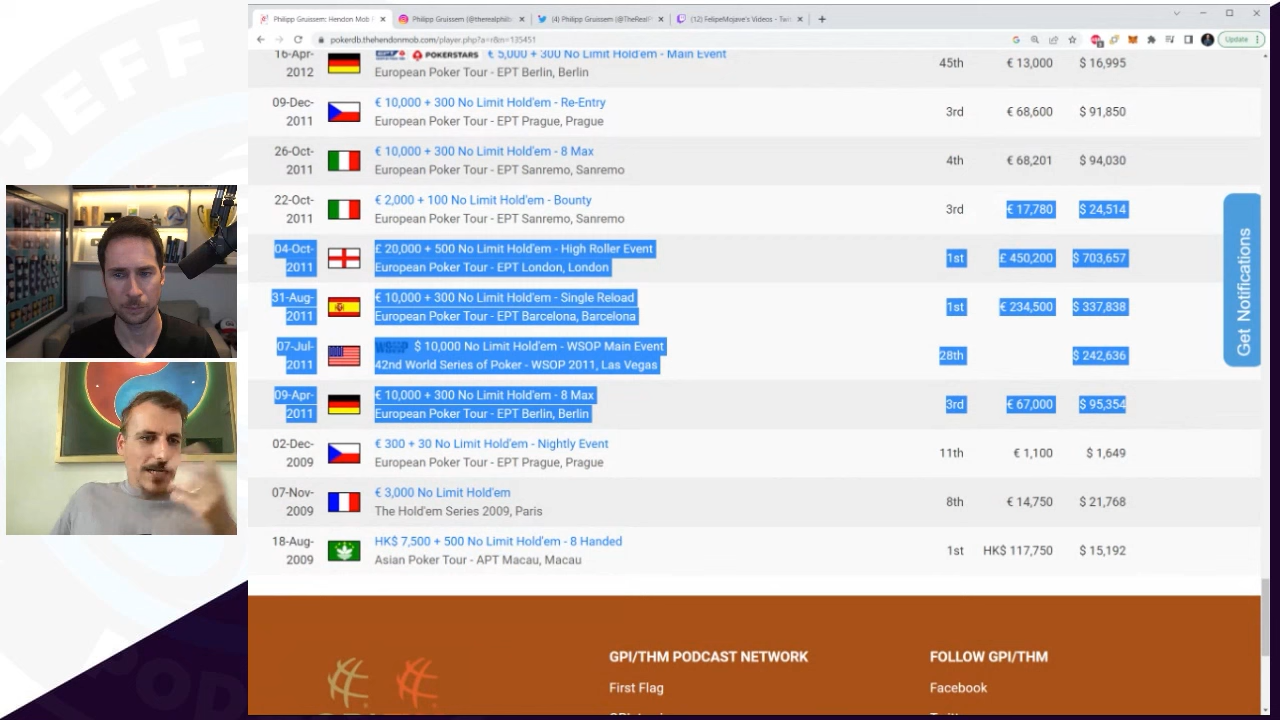 Philipp Gruissem: Hendon Mob P
Philipp Gruissem (@therealphilb
(4) Philipp Gruissem (@TheRealP
(12) FelipeMojave's Videos - Twi
pokerdb.thehendonmob.com/player.php?a=r&n=135451
Update
JEFF
16-Apr-
2012
POKERSTARS € 5,000 + 300 No Limit Hold'em - Main Event
European Poker Tour - EPT Berlin, Berlin
45th € 13,000 $ 16,995
09-Dec-
2011
€ 10,000 + 300 No Limit Hold'em - Re-Entry
European Poker Tour - EPT Prague, Prague
3rd € 68,600 $ 91,850
26-Oct-
2011
€ 10,000 + 300 No Limit Hold'em - 8 Max
European Poker Tour - EPT Sanremo, Sanremo
4th € 68,201 $ 94,030
22-Oct-
2011
€ 2,000 + 100 No Limit Hold'em - Bounty
European Poker Tour - EPT Sanremo, Sanremo
3rd € 17,780 $ 24,514
04-Oct-
2011
£ 20,000 + 500 No Limit Hold'em - High Roller Event
European Poker Tour - EPT London, London
1st £ 450,200 $ 703,657
31-Aug-
2011
€ 10,000 + 300 No Limit Hold'em - Single Reload
European Poker Tour - EPT Barcelona, Barcelona
1st € 234,500 $ 337,838
07-Jul-
2011
WSOP $ 10,000 No Limit Hold'em - WSOP Main Event
42nd World Series of Poker - WSOP 2011, Las Vegas
28th $ 242,636
09-Apr-
2011
€ 10,000 + 300 No Limit Hold'em - 8 Max
European Poker Tour - EPT Berlin, Berlin
3rd € 67,000 $ 95,354
02-Dec-
2009
€ 300 + 30 No Limit Hold'em - Nightly Event
European Poker Tour - EPT Prague, Prague
11th € 1,100 $ 1,649
07-Nov-
2009
€ 3,000 No Limit Hold'em
The Hold'em Series 2009, Paris
8th € 14,750 $ 21,768
18-Aug-
2009
HK$ 7,500 + 500 No Limit Hold'em - 8 Handed
Asian Poker Tour - APT Macau, Macau
1st HK$ 117,750 $ 15,192
Get Notifications
GPI/THM PODCAST NETWORK
First Flag
FOLLOW GPI/THM
Facebook